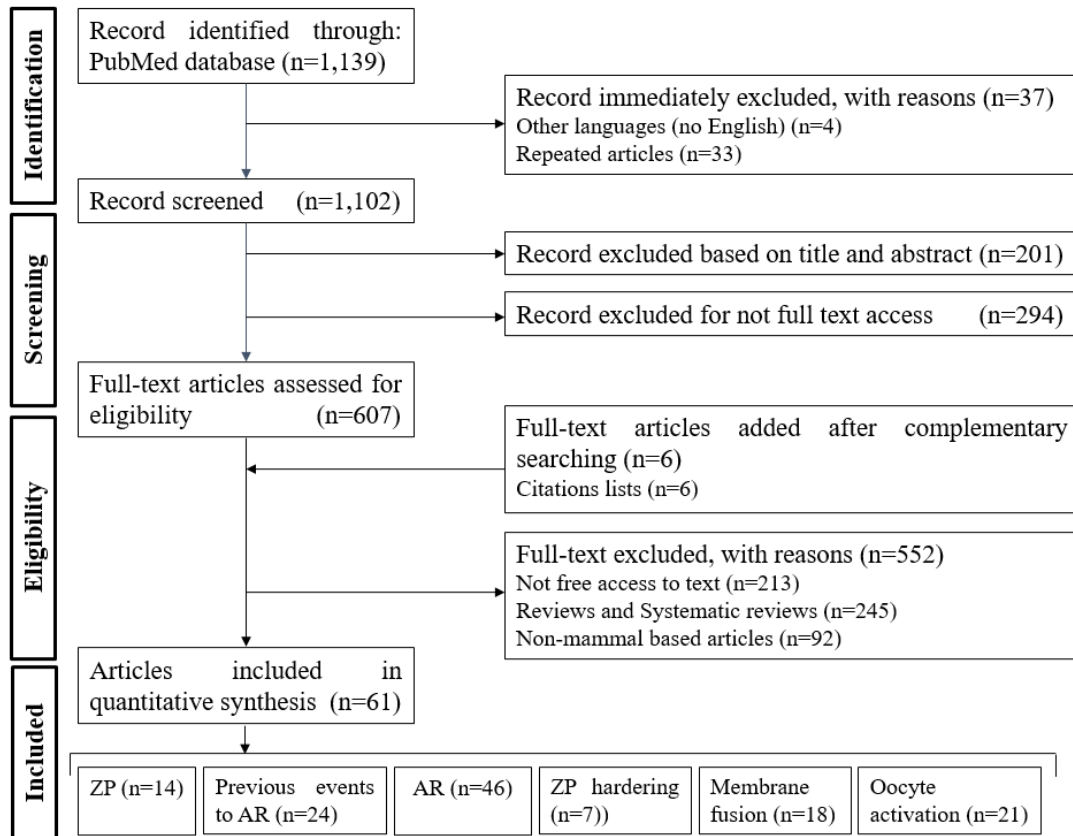 Identification
Record identified through:
PubMed database (n=1,139)
Record immediately excluded, with reasons (n=37)
Other languages (no English) (n=4)
Repeated articles (n=33)
Record screened (n=1,102)
Screening
Record excluded based on title and abstract (n=201)
Record excluded for not full text access (n=294)
Full-text articles assessed for
eligibility (n=607)
Eligibility
Full-text articles added after complementary
searching (n=6)
Citations lists (n=6)
Full-text excluded, with reasons (n=552)
Not free access to text (n=213)
Reviews and Systematic reviews (n=245)
Non-mammal based articles (n=92)
Articles included in
quantitative synthesis (n=61)
Included
ZP (n=14)
Previous events
to AR (n=24)
AR (n=46)
ZP hardering
(n=7))
Membrane
fusion (n=18)
Oocyte
activation (n=21)